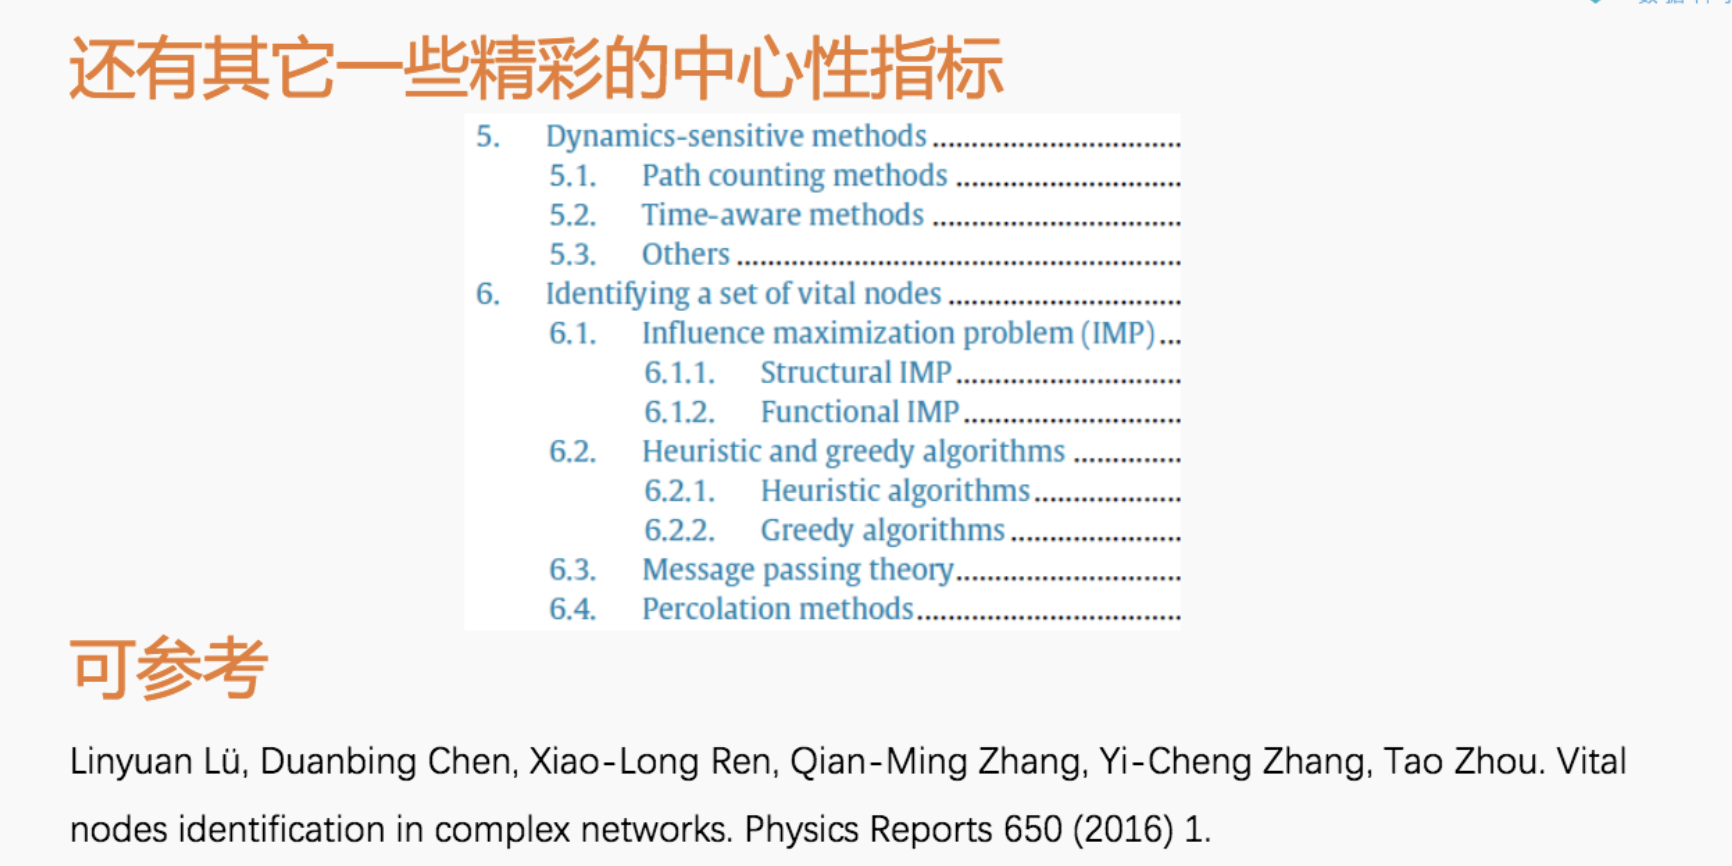 还有其它一些精彩的中心性指标
5. Dynamics-sensitive methods
5.1. Path counting methods
5.2. Time-aware methods
5.3. Others
6. Identifying a set of vital nodes
6.1. Influence maximization problem (IMP)
6.1.1. Structural IMP
6.1.2. Functional IMP
6.2. Heuristic and greedy algorithms
6.2.1. Heuristic algorithms
6.2.2. Greedy algorithms
6.3. Message passing theory
6.4. Percolation methods
可参考
Linyuan Lü, Duanbing Chen, Xiao-Long Ren, Qian-Ming Zhang, Yi-Cheng Zhang, Tao Zhou. Vital
nodes identification in complex networks. Physics Reports 650 (2016) 1.